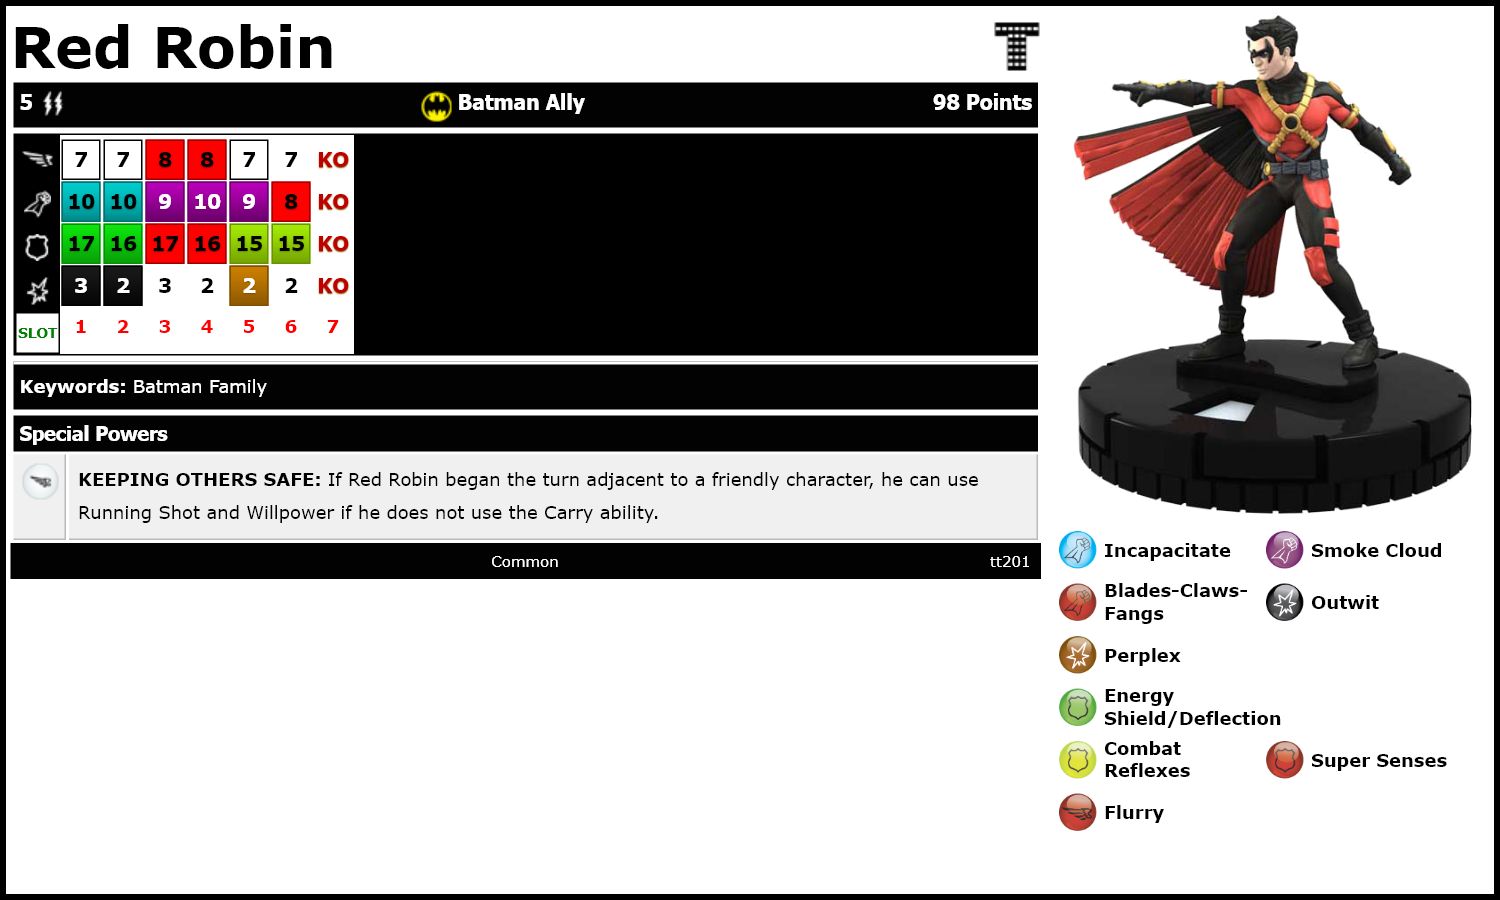 Red Robin
T
5 Batman Ally 98 Points
7 7 8 8 7 7 KO
10 10 9 10 9 8 KO
17 16 17 16 15 15 KO
3 2 3 2 2 2 KO
SLOT 1 2 3 4 5 6 7
Keywords: Batman Family
Special Powers
KEEPING OTHERS SAFE: If Red Robin began the turn adjacent to a friendly character, he can use
Running Shot and Willpower if he does not use the Carry ability.
Common tt201
Incapacitate Smoke Cloud
Blades-Claws-
Fangs
Outwit
Perplex
Energy
Shield/Deflection
Combat
Reflexes
Super Senses
Flurry